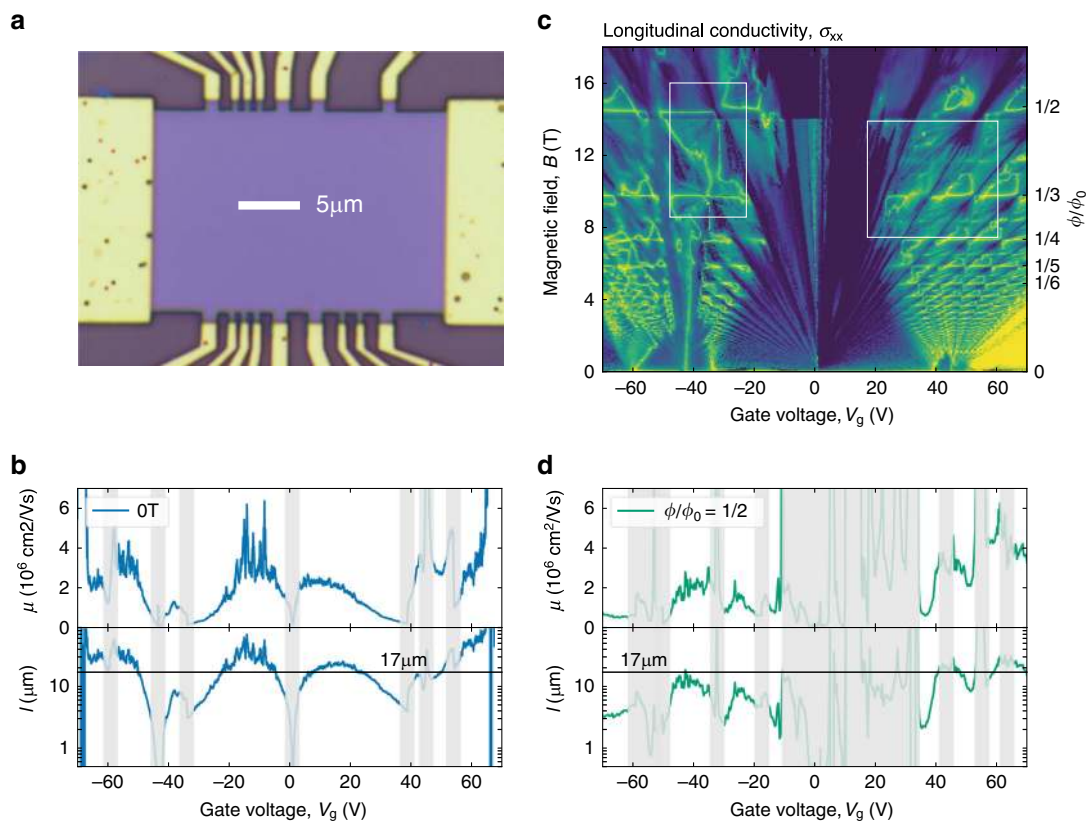 a
5μm
c
Longitudinal conductivity, σxx
16
12
8
4
0
Magnetic field, B (T)
1/2
1/3
1/4
1/5
1/6
0
ϕ/ϕ0
−60 −40 −20 0 20 40 60
Gate voltage, Vg (V)
b
0T
6
4
2
0
μ (10⁶ cm2/Vs)
17μm
10
1
l (μm)
−60 −40 −20 0 20 40 60
Gate voltage, Vg (V)
d
ϕ/ϕ0 = 1/2
6
4
2
0
μ (10⁶ cm²/Vs)
17μm
10
1
l (μm)
−60 −40 −20 0 20 40 60
Gate voltage, Vg (V)